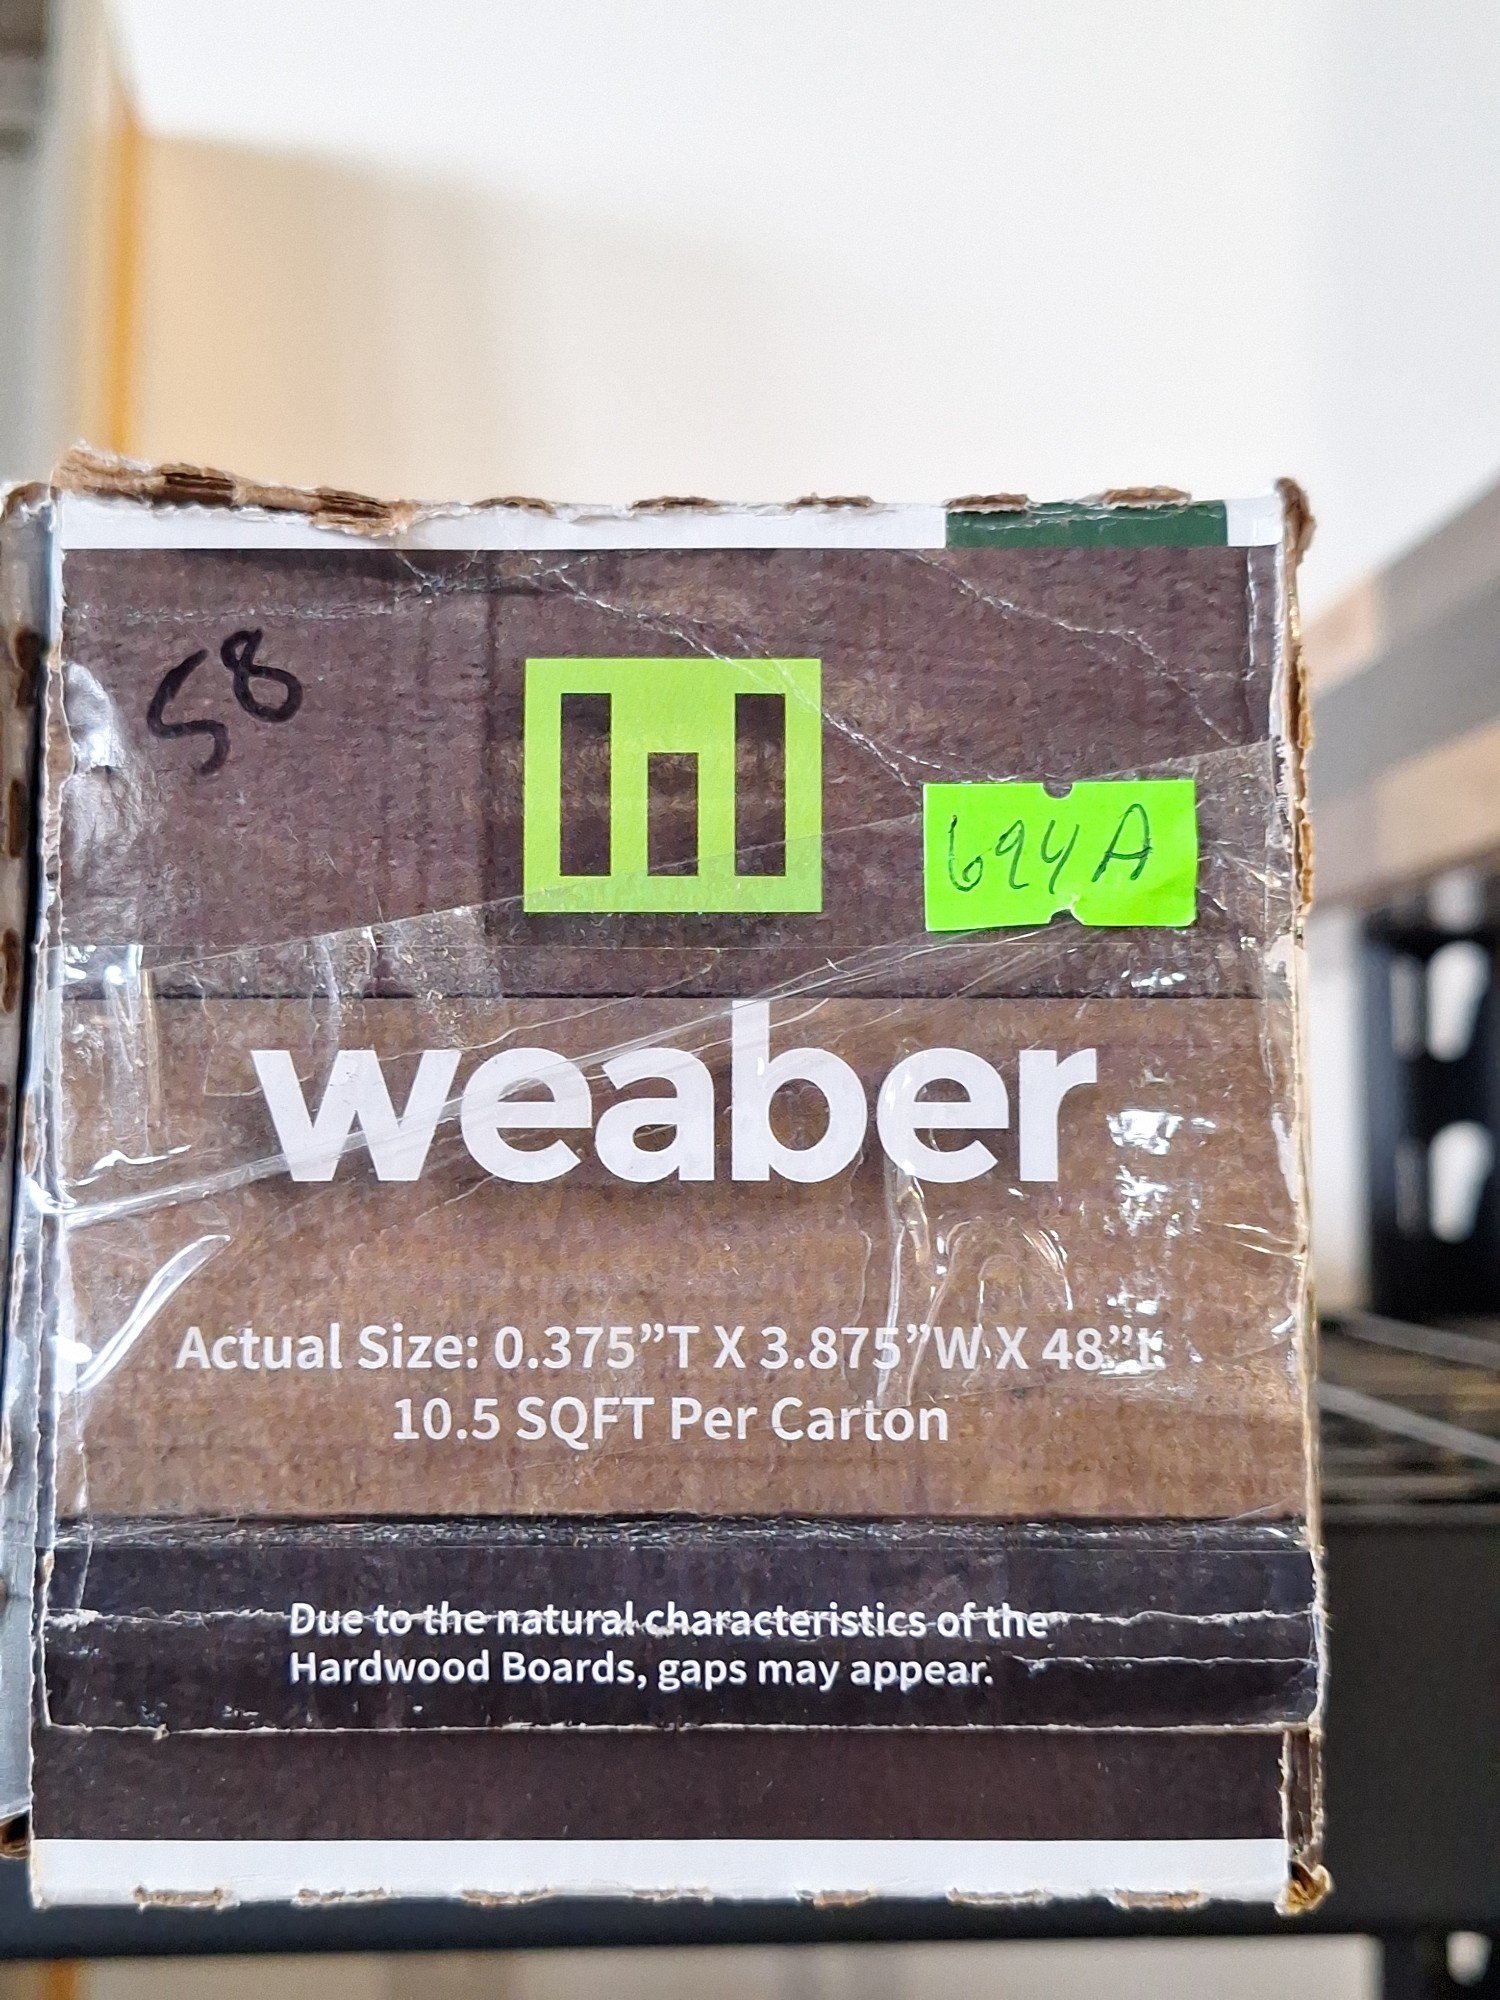 58
694A
weaber
Actual Size: 0.375”T X 3.875”W X 48”L
10.5 SQFT Per Carton
Due to the natural characteristics of the
Hardwood Boards, gaps may appear.